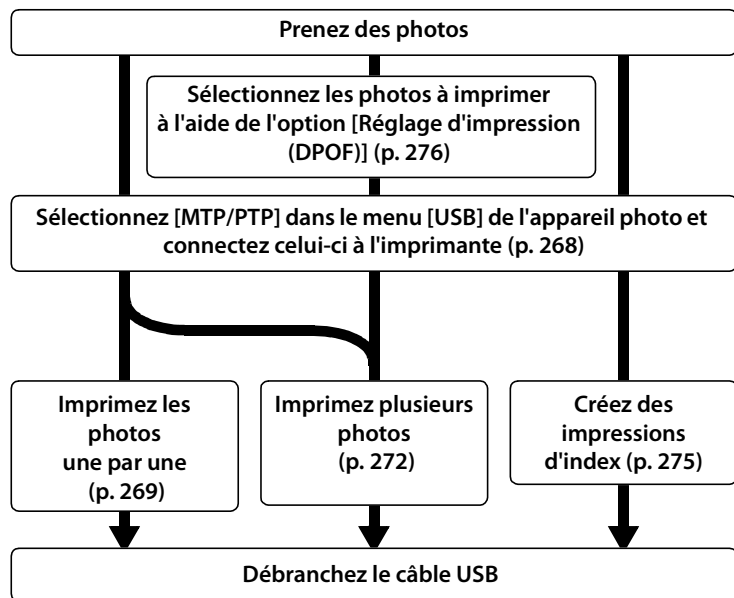 Prenez des photos
Sélectionnez les photos à imprimer
à l'aide de l'option [Réglage d'impression
(DPOF)] (p. 276)
Sélectionnez [MTP/PTP] dans le menu [USB] de l'appareil photo et
connectez celui-ci à l'imprimante (p. 268)
Imprimez les
photos
une par une
(p. 269)
Imprimez plusieurs
photos
(p. 272)
Créez des
impressions
d'index (p. 275)
Débranchez le câble USB